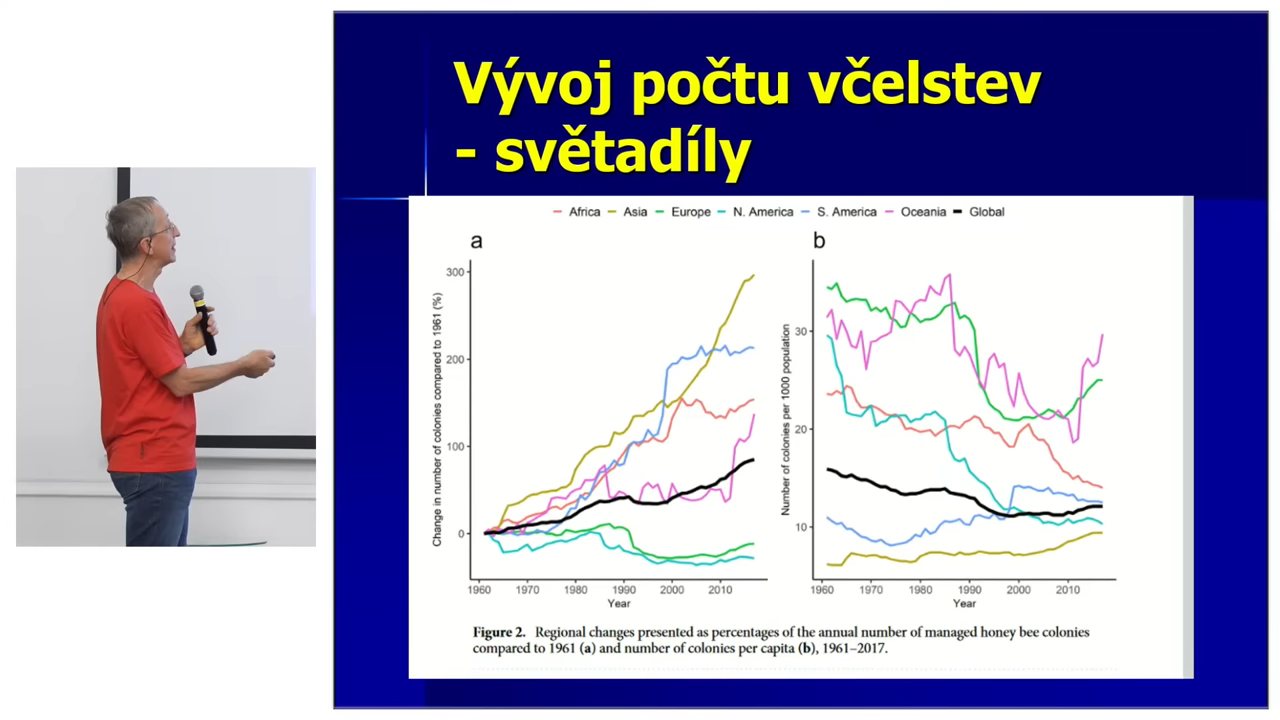 Vývoj počtu včelstev
- světadíly
Africa Asia Europe N. America S. America Oceania Global
a
b
Change in number of colonies compared to 1961 (%)
300
200
100
0
1960 1970 1980 1990 2000 2010
Year
Number of colonies per 1000 population
30
20
10
1960 1970 1980 1990 2000 2010
Year
Figure 2. Regional changes presented as percentages of the annual number of managed honey bee colonies
compared to 1961 (a) and number of colonies per capita (b), 1961–2017.